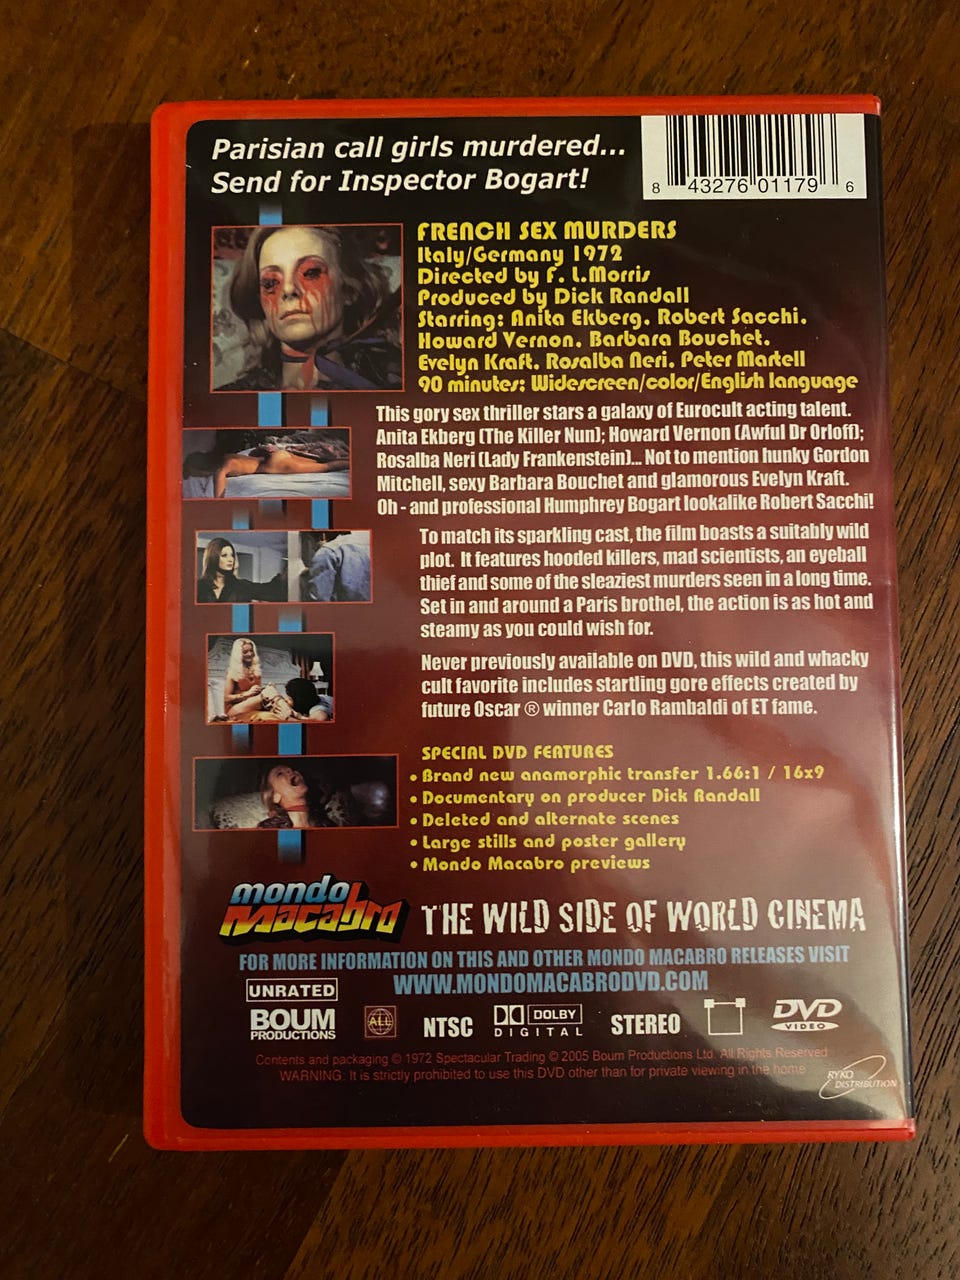 Parisian call girls murdered...
Send for Inspector Bogart!
8 43276 01179 6
FRENCH SEX MURDERS
Italy/Germany 1972
Directed by F. L.Morris
Produced by Dick Randall
Starring: Anita Ekberg, Robert Sacchi,
Howard Vernon, Barbara Bouchet,
Evelyn Kraft, Rosalba Neri, Peter Martell
90 minutes: Widescreen/color/English language
This gory sex thriller stars a galaxy of Eurocult acting talent.
Anita Ekberg (The Killer Nun); Howard Vernon (Awful Dr Orloff);
Rosalba Neri (Lady Frankenstein)... Not to mention hunky Gordon
Mitchell, sexy Barbara Bouchet and glamorous Evelyn Kraft.
Oh - and professional Humphrey Bogart lookalike Robert Sacchi!
To match its sparkling cast, the film boasts a suitably wild
plot. It features hooded killers, mad scientists, an eyeball
thief and some of the sleaziest murders seen in a long time.
Set in and around a Paris brothel, the action is as hot and
steamy as you could wish for.
Never previously available on DVD, this wild and whacky
cult favorite includes startling gore effects created by
future Oscar ® winner Carlo Rambaldi of ET fame.
SPECIAL DVD FEATURES
• Brand new anamorphic transfer 1.66:1 / 16x9
• Documentary on producer Dick Randall
• Deleted and alternate scenes
• Large stills and poster gallery
• Mondo Macabro previews
mondo
macabro
THE WILD SIDE OF WORLD CINEMA
FOR MORE INFORMATION ON THIS AND OTHER MONDO MACABRO RELEASES VISIT
WWW.MONDOMACABRODVD.COM
UNRATED
BOUM
PRODUCTIONS
ALL
NTSC
DOLBY
DIGITAL
STEREO
DVD
VIDEO
Contents and packaging © 1972 Spectacular Trading © 2005 Boum Productions Ltd. All Rights Reserved
WARNING: It is strictly prohibited to use this DVD other than for private viewing in the home
RYKO
DISTRIBUTION